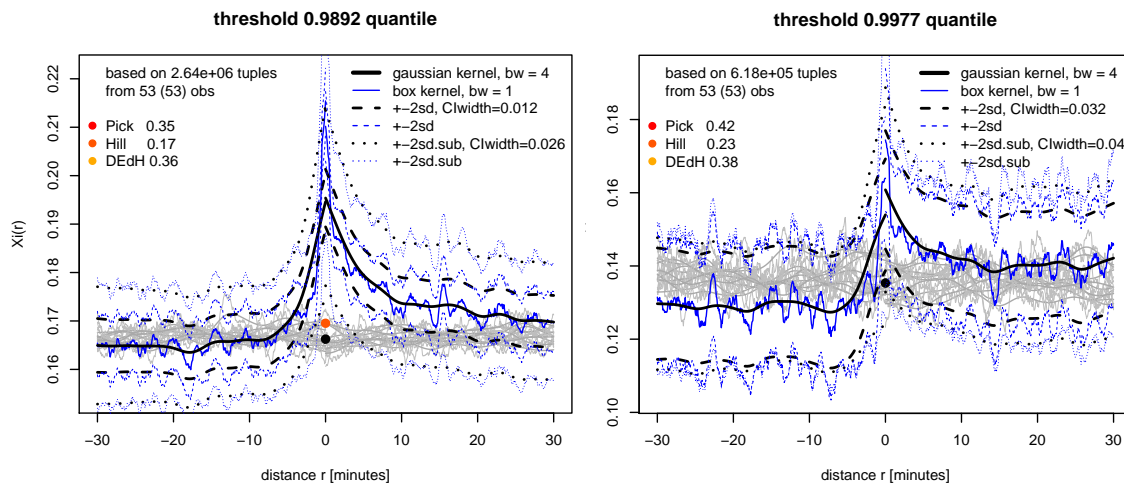 threshold 0.9892 quantile
based on 2.64e+06 tuples
from 53 (53) obs
Pick 0.35
Hill 0.17
DEdH 0.36
gaussian kernel, bw = 4
box kernel, bw = 1
+-2sd, CIwidth=0.012
+-2sd
+-2sd.sub, CIwidth=0.026
+-2sd.sub
Xi(r)
0.22
0.21
0.20
0.19
0.18
0.17
0.16
-30 -20 -10 0 10 20 30
distance r [minutes]
threshold 0.9977 quantile
based on 6.18e+05 tuples
from 53 (53) obs
Pick 0.42
Hill 0.23
DEdH 0.38
gaussian kernel, bw = 4
box kernel, bw = 1
+-2sd, CIwidth=0.032
+-2sd
+-2sd.sub, CIwidth=0.04
+-2sd.sub
0.18
0.16
0.14
0.12
0.10
-30 -20 -10 0 10 20 30
distance r [minutes]